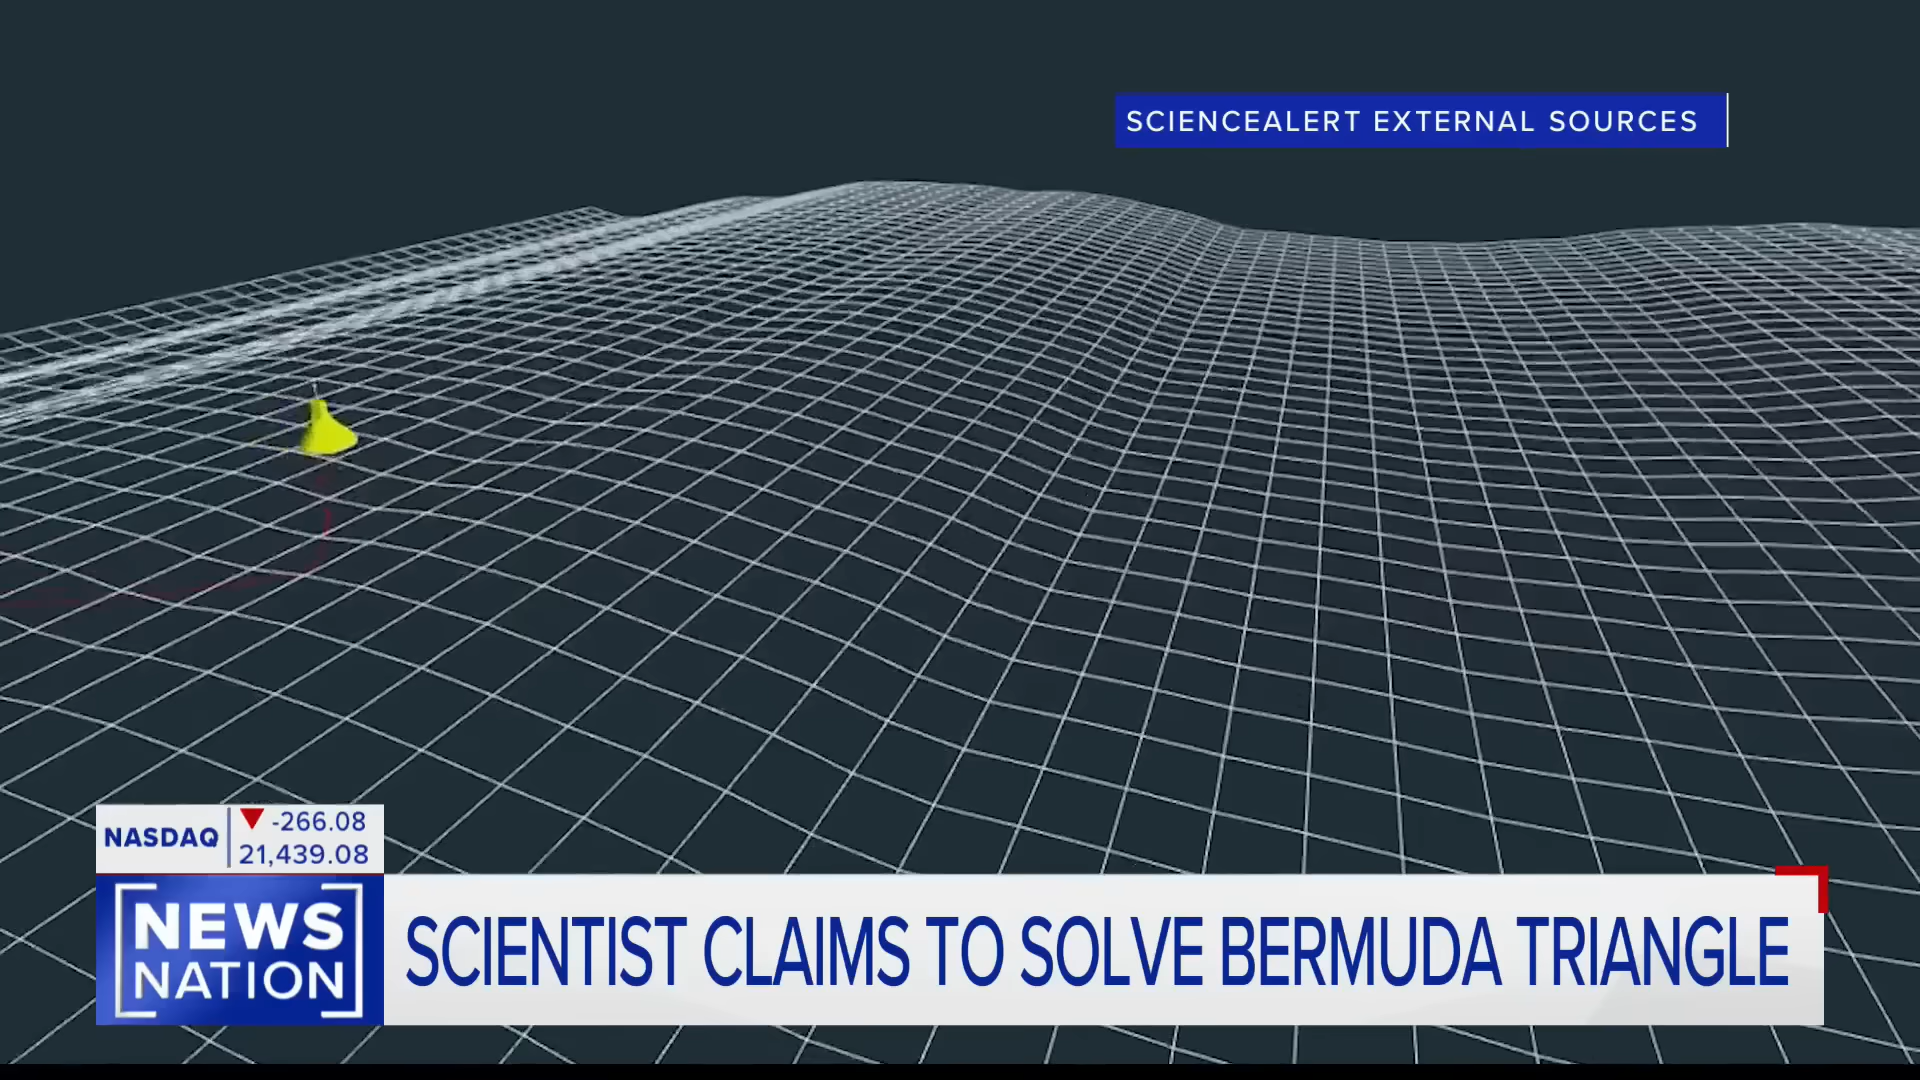 SCIENCEALERT EXTERNAL SOURCES
NASDAQ
-266.08
21,439.08
NEWS
NATION
SCIENTIST CLAIMS TO SOLVE BERMUDA TRIANGLE